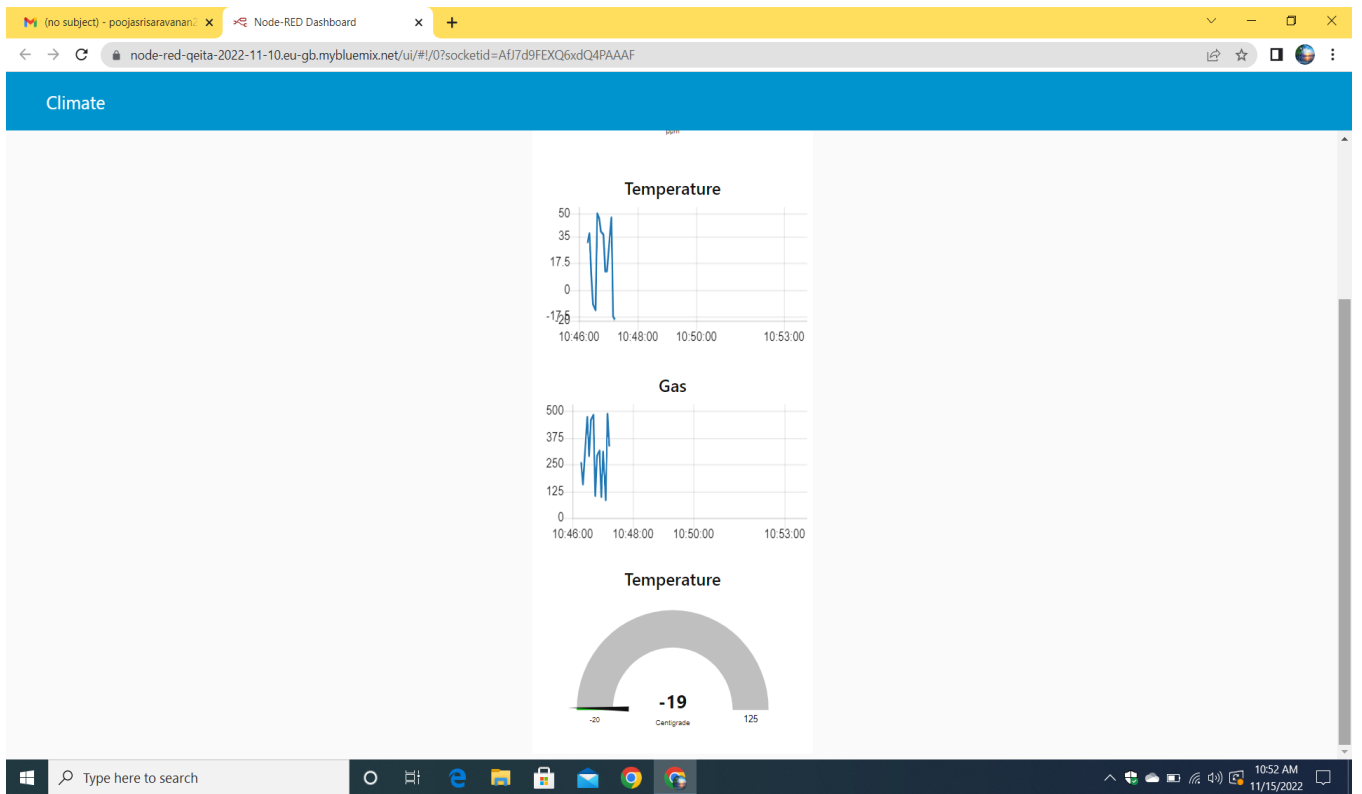 (no subject) - poojasrisaravanan2
Node-RED Dashboard
node-red-qeita-2022-11-10.eu-gb.mybluemix.net/ui/#!/0?socketid=AfJ7d9FEXQ6xdQ4PAAAF
Climate
ppm
Temperature
50
35
17.5
0
-17.5
-20
10:46:00 10:48:00 10:50:00 10:53:00
Gas
500
375
250
125
0
10:46:00 10:48:00 10:50:00 10:53:00
Temperature
-19
-20 Centigrade 125
Type here to search
10:52 AM
11/15/2022